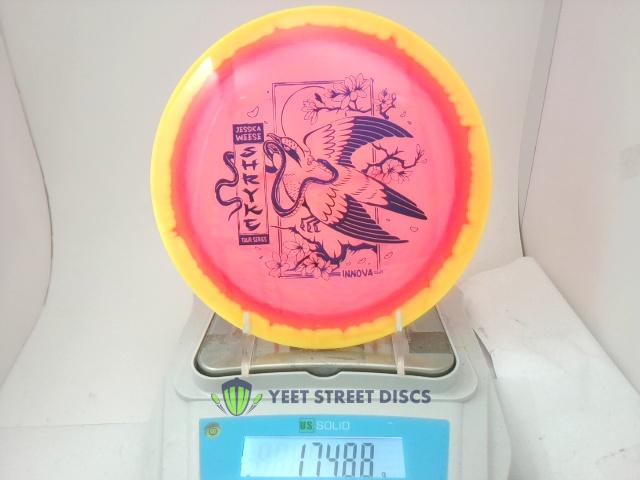 JESSICA
WEESE
SHRYKE
TOUR SERIES
INNOVA
YEET STREET DISCS
US SOLID
174.88 g